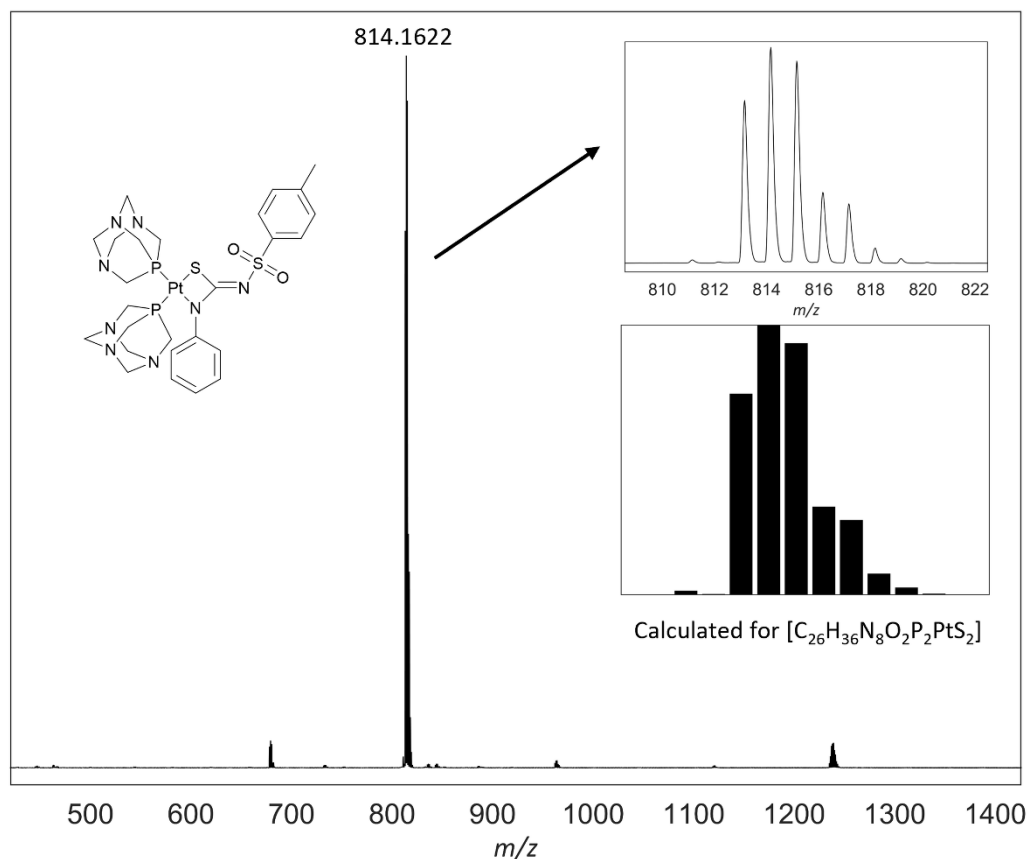 814.1622
N
N
N
P
S
Pt
P
N
N
N
N
N
O
S
O
810 812 814 816 818 820 822
m/z
Calculated for [C₂₆H₃₆N₈O₂P₂PtS₂]
500 600 700 800 900 1000 1100 1200 1300 1400
m/z